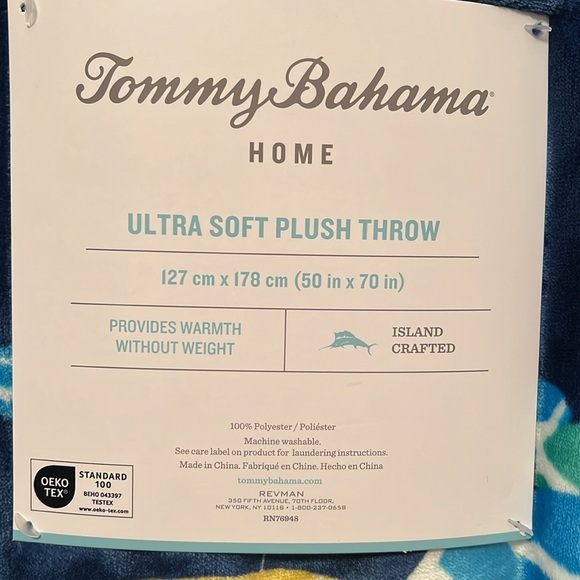 Tommy Bahama®
HOME
ULTRA SOFT PLUSH THROW
127 cm x 178 cm (50 in x 70 in)
PROVIDES WARMTH
WITHOUT WEIGHT
ISLAND
CRAFTED
100% Polyester / Poliéster
Machine washable.
See care label on product for laundering instructions.
Made in China. Fabriqué en Chine. Hecho en China
tommybahama.com
REVMAN
350 FIFTH AVENUE, 70TH FLOOR,
NEW YORK, NY 10118 • 1-800-237-0658
RN76948
OEKO
TEX®
STANDARD
100
BEHO 043397
TESTEX
www.oeko-tex.com